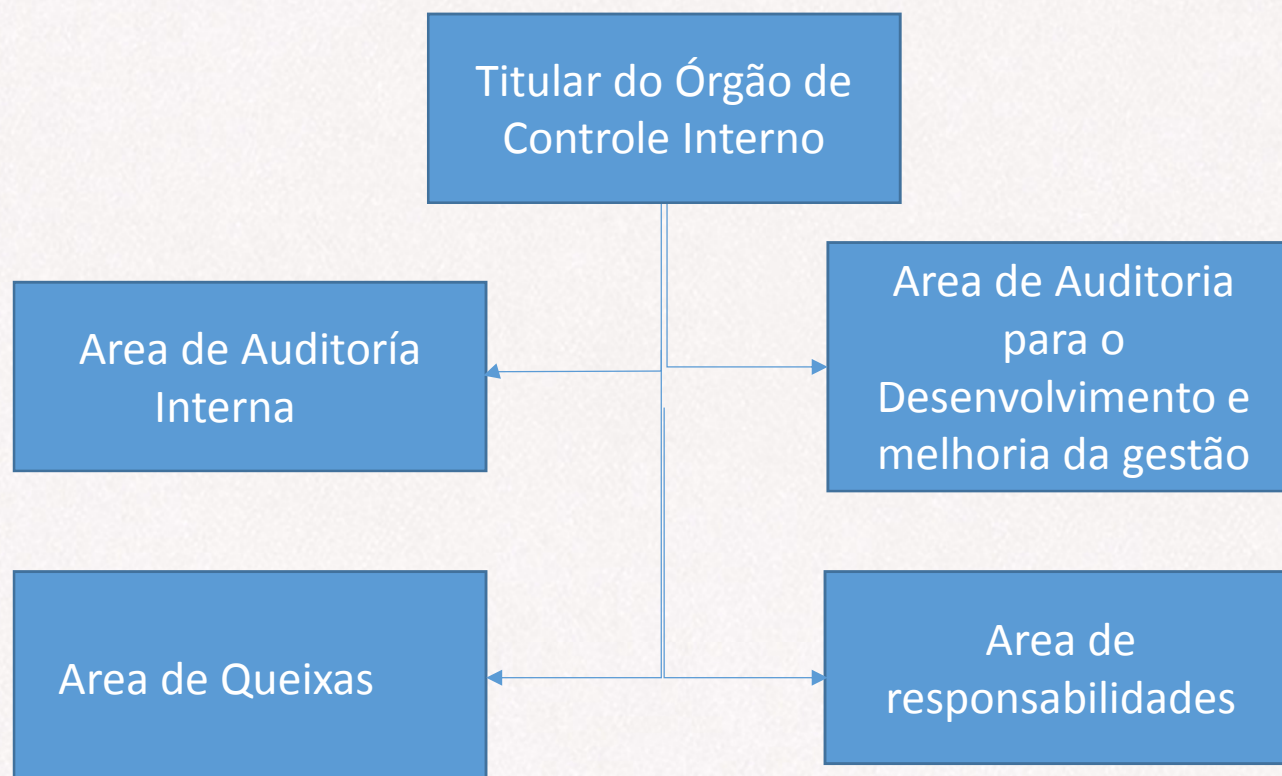 Titular do Órgão de
Controle Interno
Area de Auditoría
Interna
Area de Auditoria
para o
Desenvolvimento e
melhoria da gestão
Area de Queixas
Area de
responsabilidades